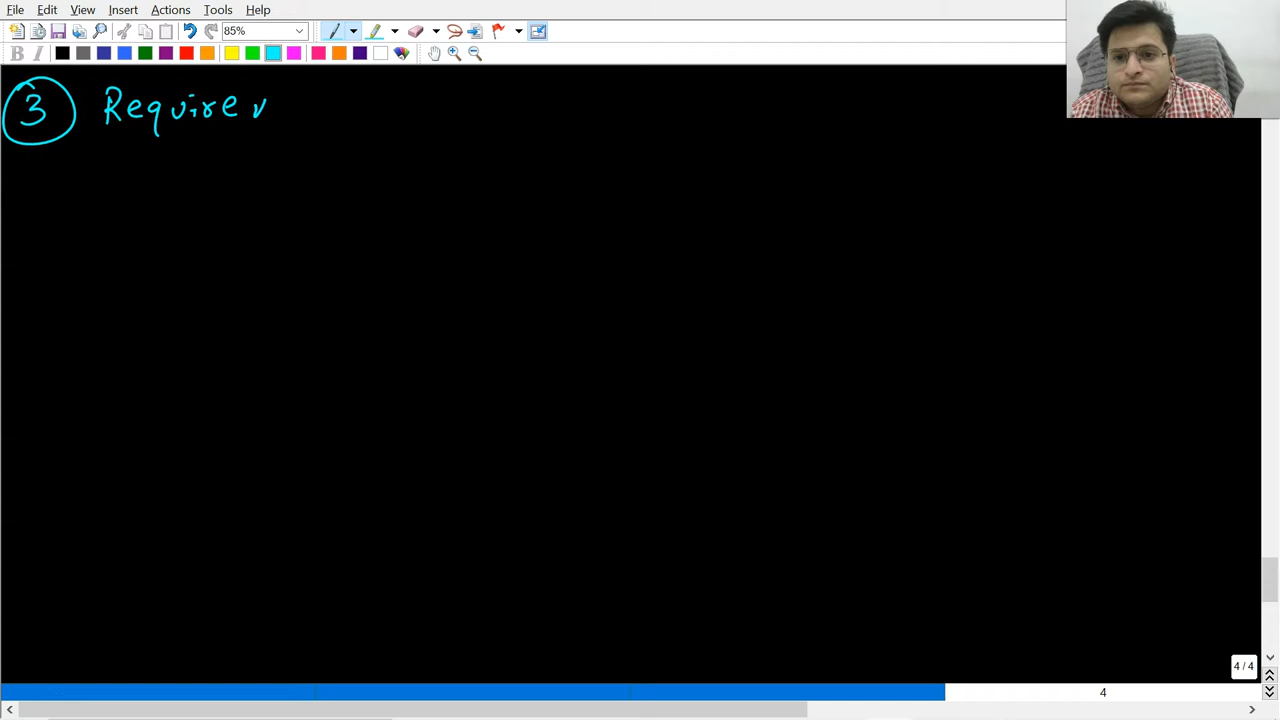 File Edit View Insert Actions Tools Help
B I 85%
3 Require
4 / 4
4